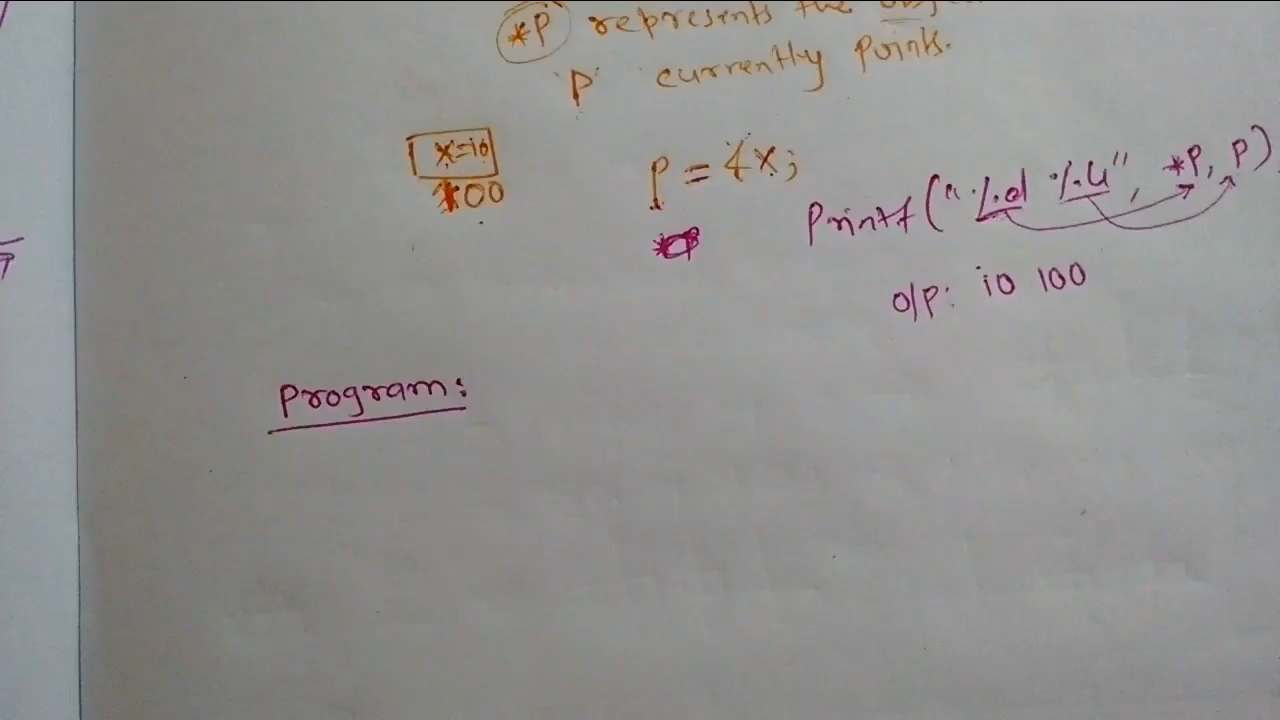 *P represents the
'P' currently points.
x=10
100
P = &x;
Printf("%d %u", *P, P)
O/P: 10 100
Program: